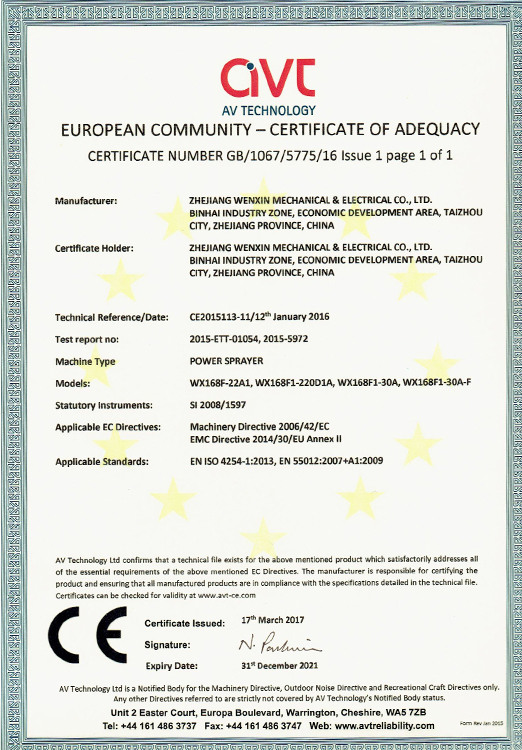 avt
AV TECHNOLOGY
EUROPEAN COMMUNITY – CERTIFICATE OF ADEQUACY
CERTIFICATE NUMBER GB/1067/5775/16 Issue 1 page 1 of 1
Manufacturer: ZHEJIANG WENXIN MECHANICAL & ELECTRICAL CO., LTD.
BINHAI INDUSTRY ZONE, ECONOMIC DEVELOPMENT AREA, TAIZHOU
CITY, ZHEJIANG PROVINCE, CHINA
Certificate Holder: ZHEJIANG WENXIN MECHANICAL & ELECTRICAL CO., LTD.
BINHAI INDUSTRY ZONE, ECONOMIC DEVELOPMENT AREA, TAIZHOU
CITY, ZHEJIANG PROVINCE, CHINA
Technical Reference/Date: CE2015113-11/12th January 2016
Test report no: 2015-ETT-01054, 2015-5972
Machine Type POWER SPRAYER
Models: WX168F-22A1, WX168F1-220D1A, WX168F1-30A, WX168F1-30A-F
Statutory Instruments: SI 2008/1597
Applicable EC Directives: Machinery Directive 2006/42/EC
EMC Directive 2014/30/EU Annex II
Applicable Standards: EN ISO 4254-1:2013, EN 55012:2007+A1:2009
AV Technology Ltd confirms that a technical file exists for the above mentioned product which satisfactorily addresses all
of the essential requirements of the above mentioned EC Directives. The manufacturer is responsible for certifying the
product and ensuring that all manufactured products are in compliance with the specifications detailed in the technical file.
Certificates can be checked for validity at www.avt-ce.com
CE
Certificate Issued: 17th March 2017
Signature:
Expiry Date: 31st December 2021
AV Technology Ltd is a Notified Body for the Machinery Directive, Outdoor Noise Directive and Recreational Craft Directives only.
Any other Directives referred to are strictly not covered by AV Technology's Notified Body status.
Unit 2 Easter Court, Europa Boulevard, Warrington, Cheshire, WA5 7ZB
Tel: +44 161 486 3737 Fax: +44 161 486 3747 Web: www.avtreliability.com
Form Rev Jan 2015